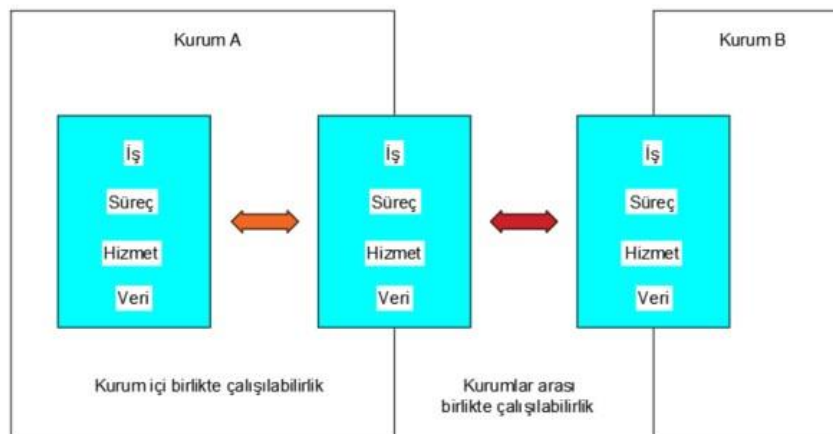 Kurum A
Kurum B
İş
Süreç
Hizmet
Veri
İş
Süreç
Hizmet
Veri
İş
Süreç
Hizmet
Veri
Kurum içi birlikte çalışılabilirlik
Kurumlar arası
birlikte çalışılabilirlik